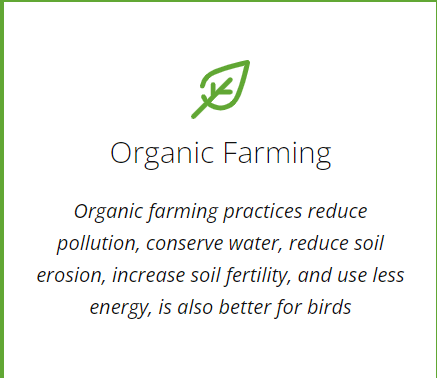 Organic Farming
Organic farming practices reduce
pollution, conserve water, reduce soil
erosion, increase soil fertility, and use less
energy, is also better for birds